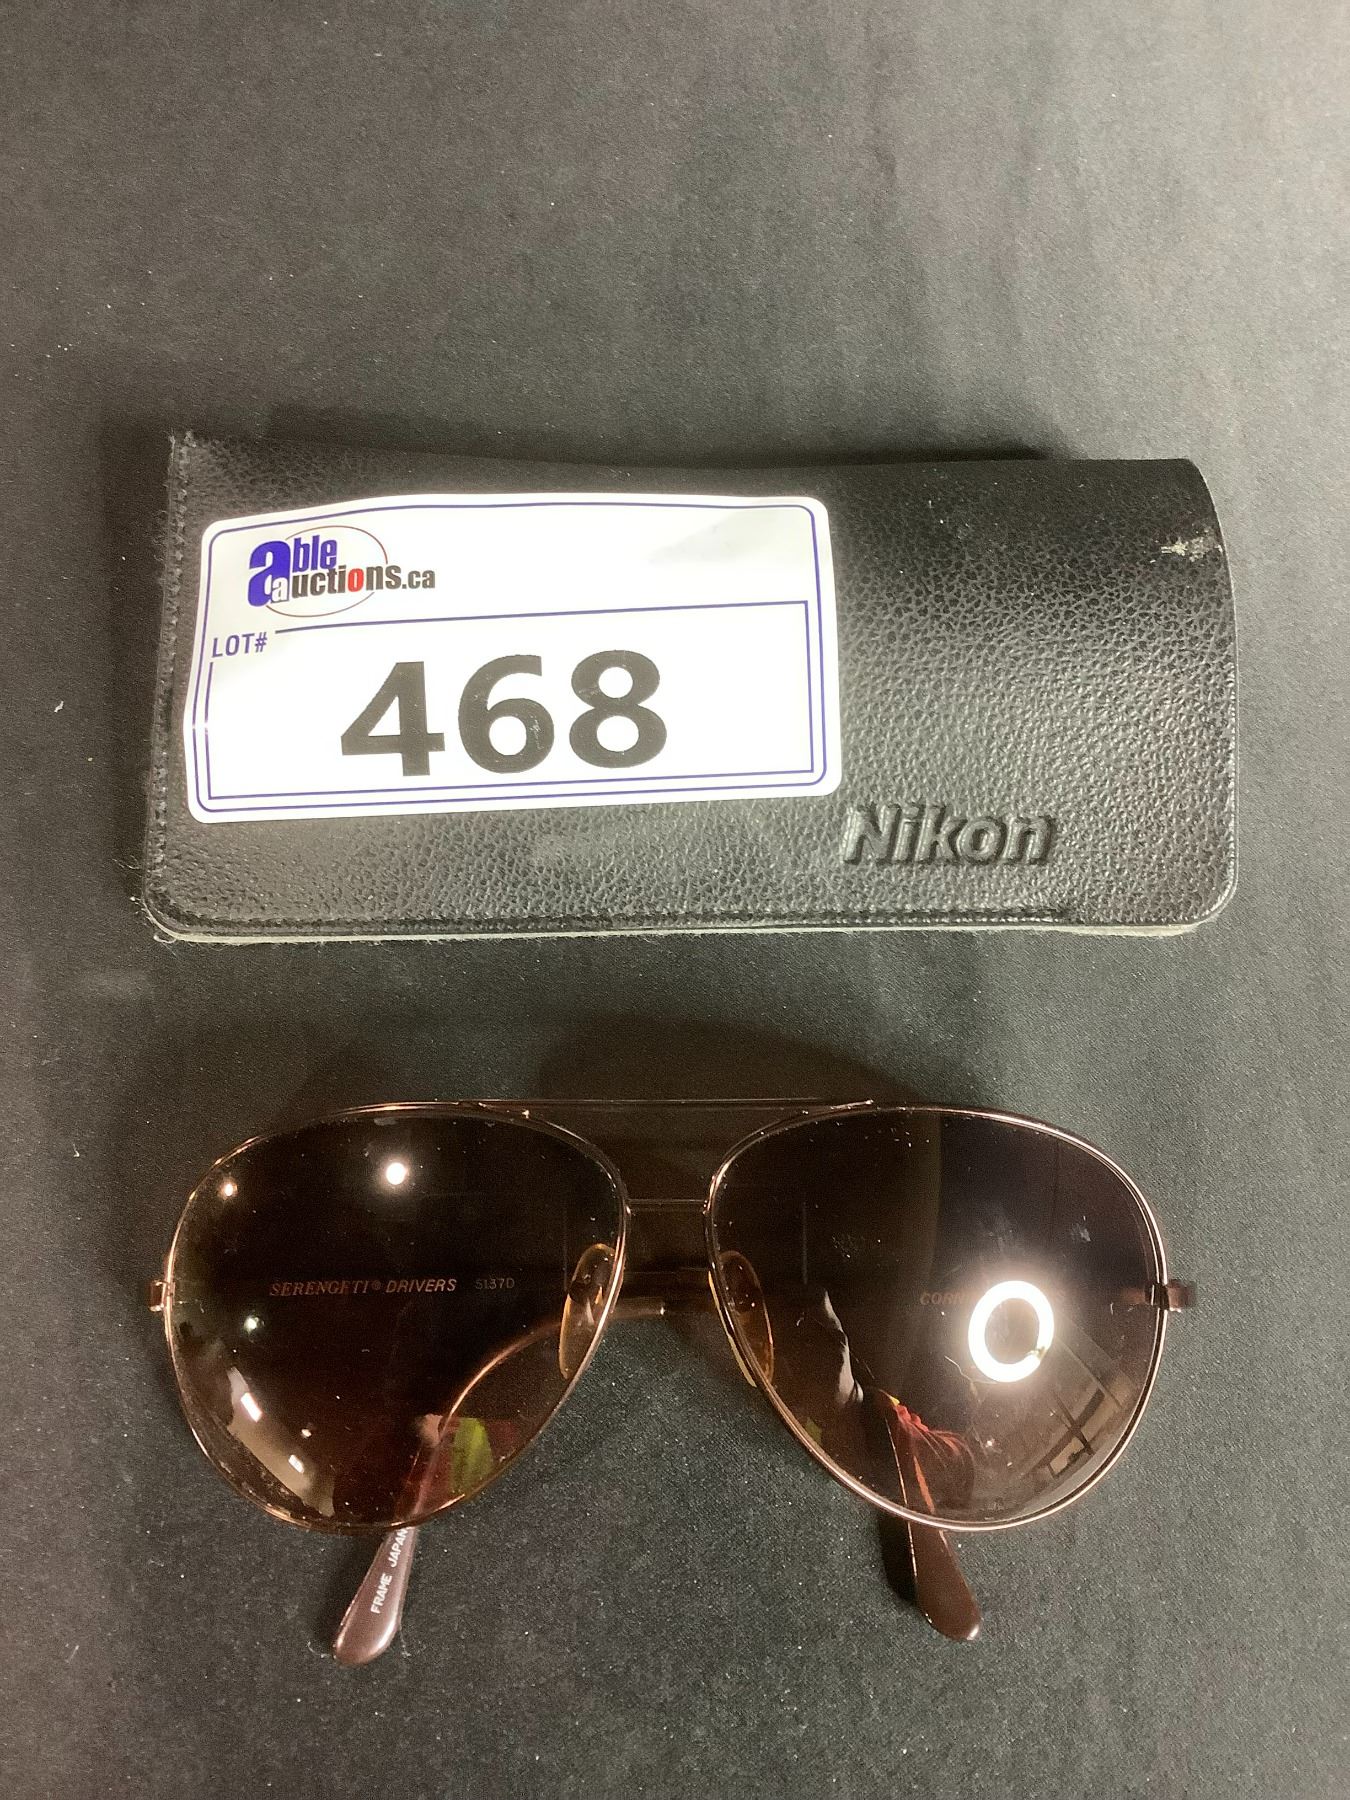 able
auctions.ca
LOT#
468
Nikon
SERENGETI® DRIVERS 5137D
FRAME JAPAN